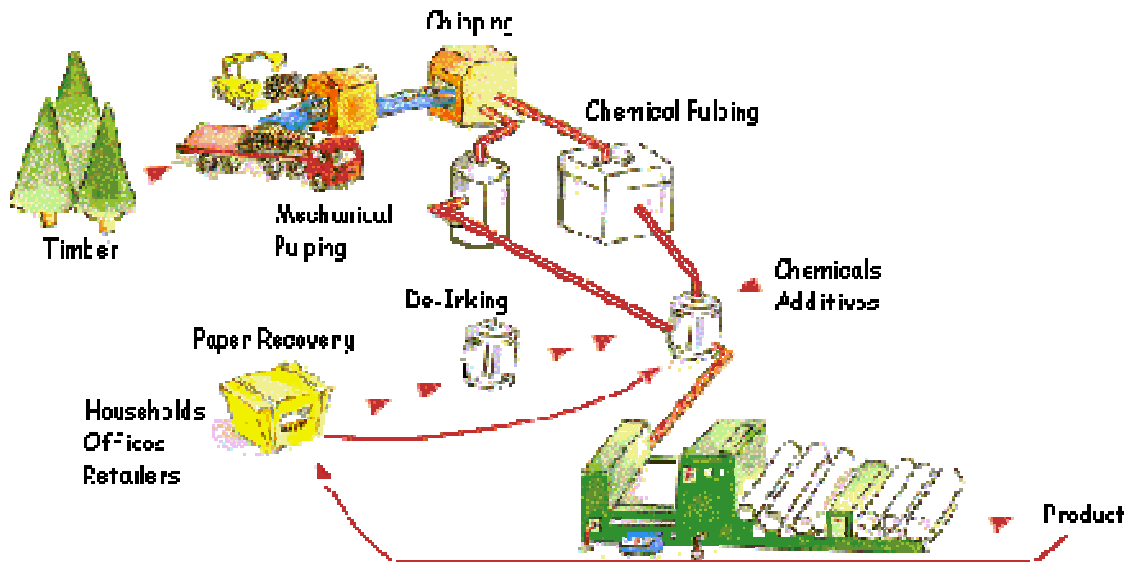 Chipping
Chemical Pulping
Mechanical
Pulping
Timber
Chemicals
Additives
De-Inking
Paper Recovery
Households
Offices
Retailers
Product